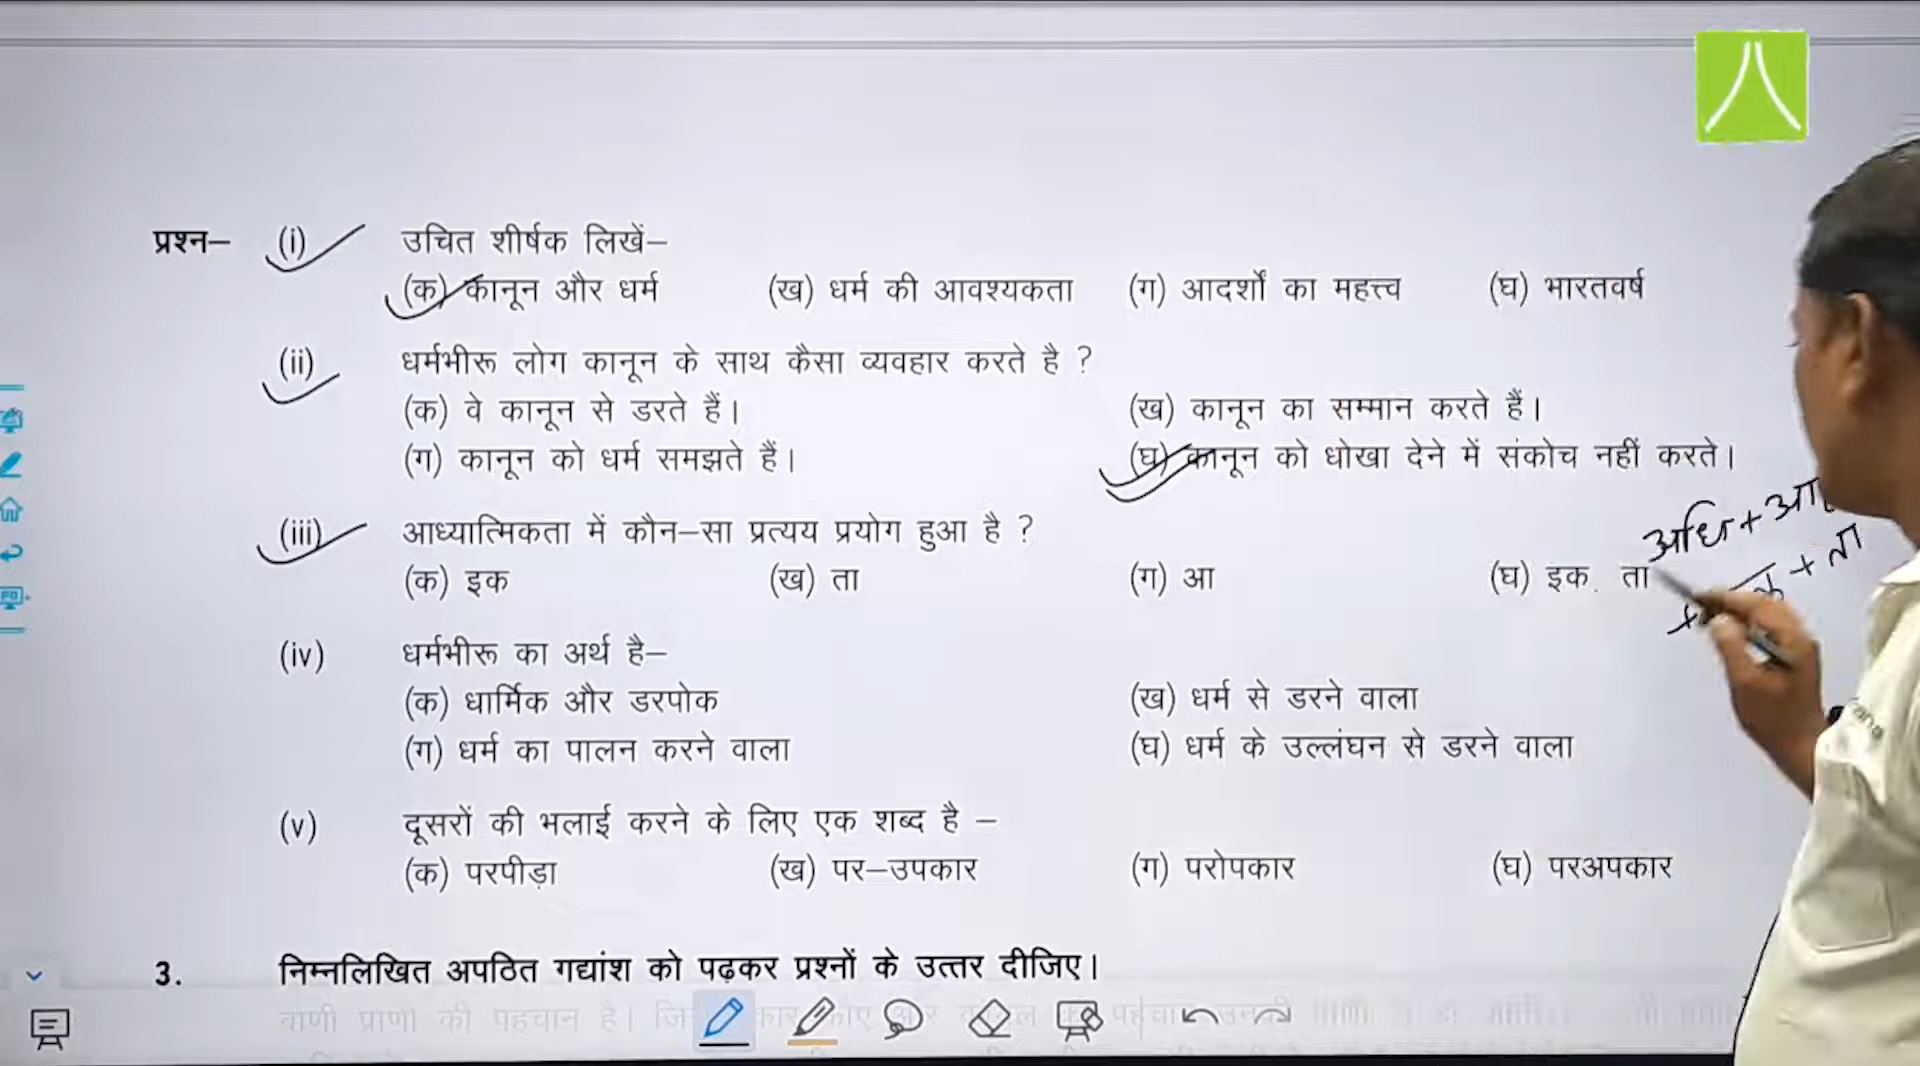 प्रश्न– (i) उचित शीर्षक लिखें–
(क) कानून और धर्म (ख) धर्म की आवश्यकता (ग) आदर्शों का महत्त्व (घ) भारतवर्ष
(ii) धर्मभीरू लोग कानून के साथ कैसा व्यवहार करते है ?
(क) वे कानून से डरते हैं। (ख) कानून का सम्मान करते हैं।
(ग) कानून को धर्म समझते हैं। (घ) कानून को धोखा देने में संकोच नहीं करते।
(iii) आध्यात्मिकता में कौन–सा प्रत्यय प्रयोग हुआ है ?
अधि +
+ ता
(क) इक (ख) ता (ग) आ (घ) इक. ता
(iv) धर्मभीरू का अर्थ है–
(क) धार्मिक और डरपोक (ख) धर्म से डरने वाला
(ग) धर्म का पालन करने वाला (घ) धर्म के उल्लंघन से डरने वाला
(v) दूसरों की भलाई करने के लिए एक शब्द है –
(क) परपीड़ा (ख) पर–उपकार (ग) परोपकार (घ) परअपकार
3. निम्नलिखित अपठित गद्यांश को पढ़कर प्रश्नों के उत्तर दीजिए।
वाणी प्राणी की पहचान है।